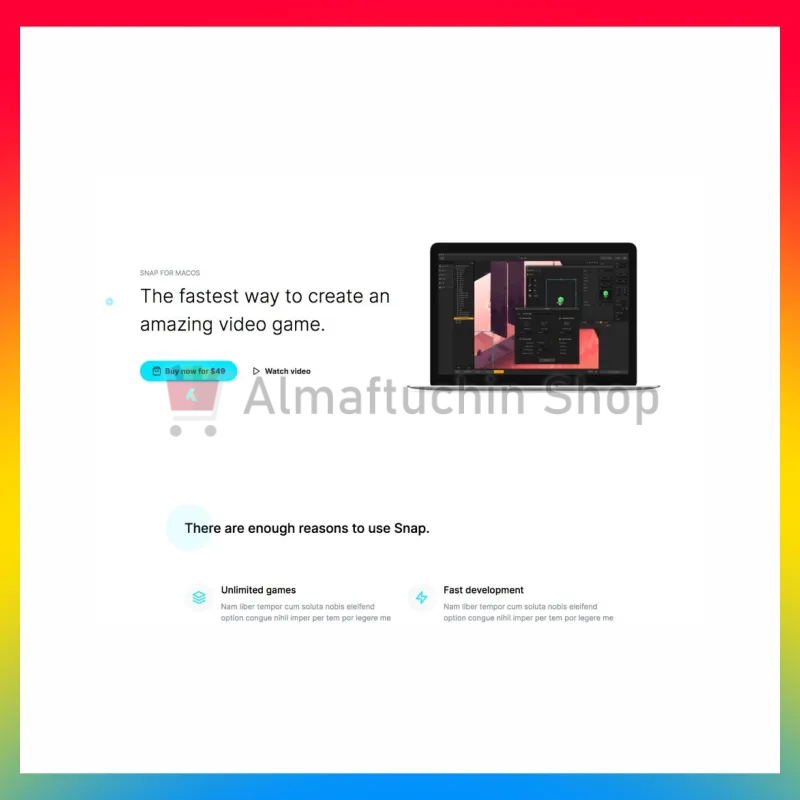 SNAP FOR MACOS
The fastest way to create an
amazing video game.
Buy now for $49
Watch video
Almaftuchin Shop
There are enough reasons to use Snap.
Unlimited games
Nam liber tempor cum soluta nobis eleifend
option congue nihil imper per tem por legere me
Fast development
Nam liber tempor cum soluta nobis eleifend
option congue nihil imper per tem por legere me